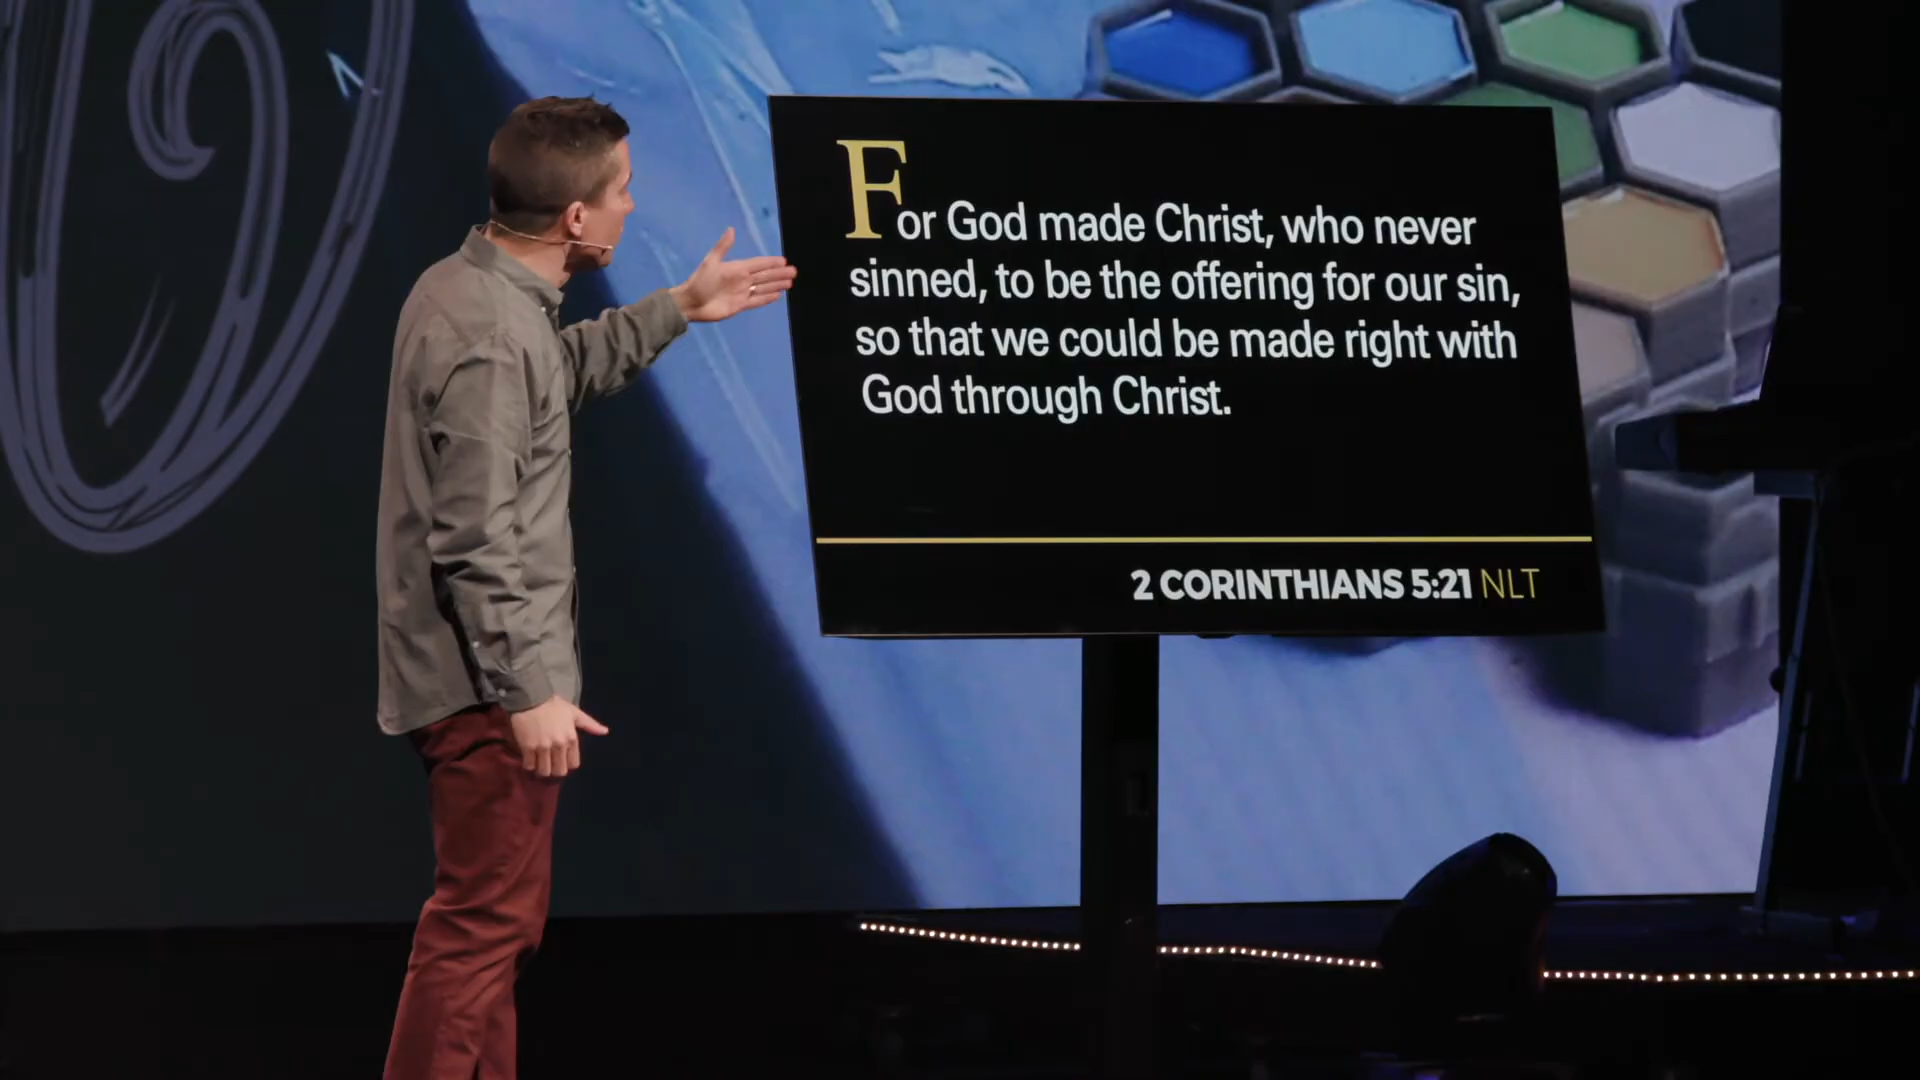 For God made Christ, who never
sinned, to be the offering for our sin,
so that we could be made right with
God through Christ.
2 CORINTHIANS 5:21 NLT